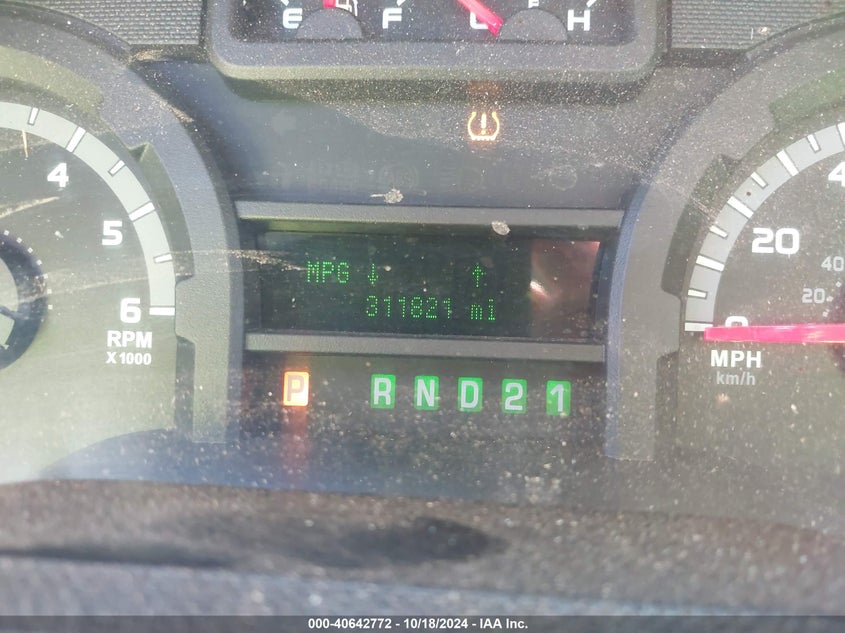 E F C H
4
5
6
RPM
X 1000
MPG ↓ ↑
311821 mi
P R N D 2 1
20
40
20
0
MPH
km/h
000-40642772 - 10/18/2024 - IAA Inc.